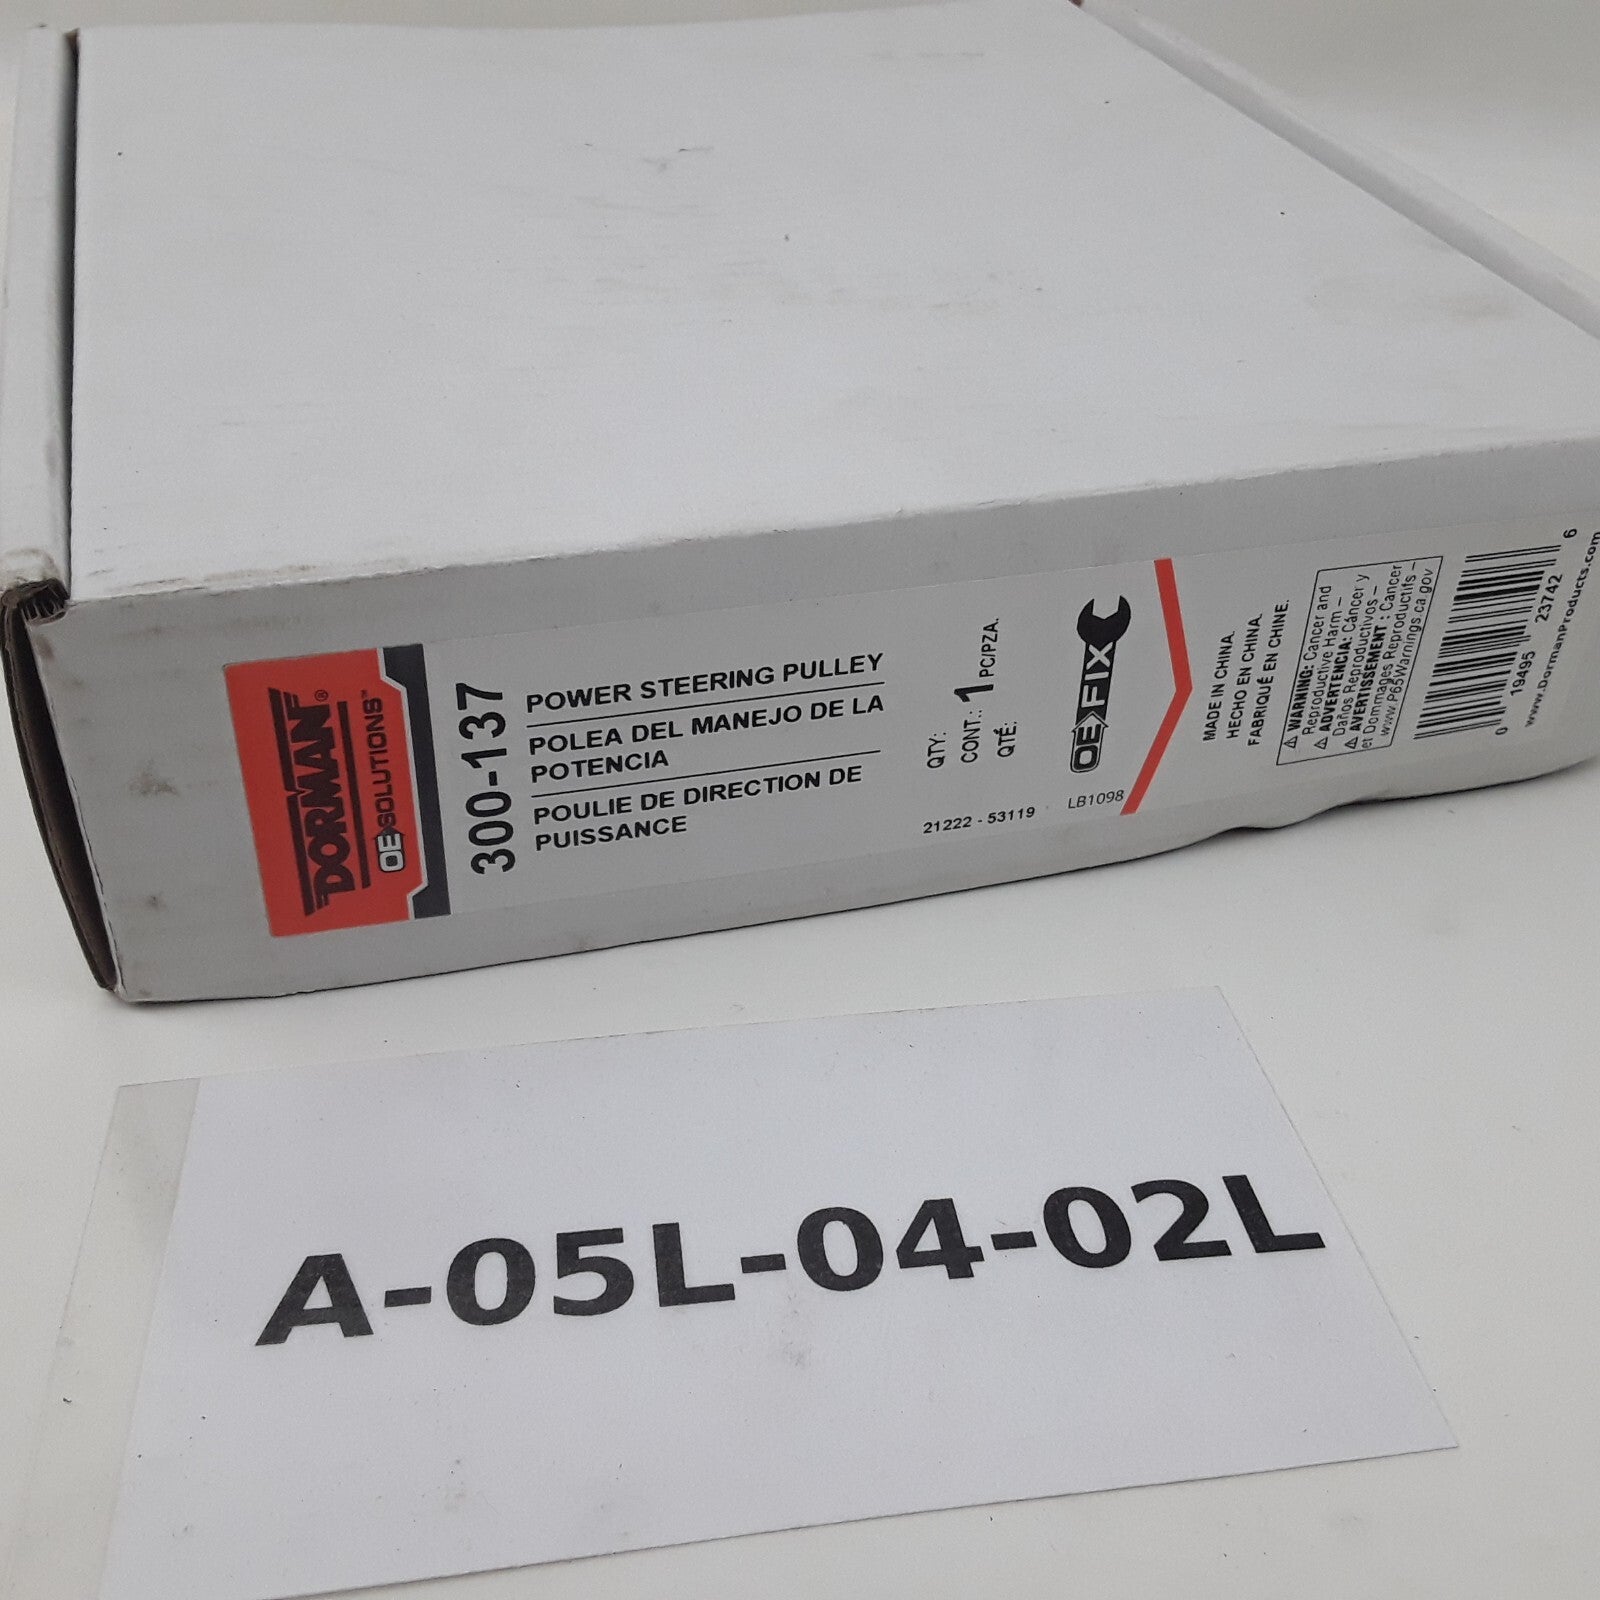 DORMAN®
OE SOLUTIONS™
300-137
POWER STEERING PULLEY
POLEA DEL MANEJO DE LA
POTENCIA
POULIE DE DIRECTION DE
PUISSANCE
QTY:
CONT.: 1 PC/PZA.
QTÉ:
21222 - 53119
LB1098
OE FIX
MADE IN CHINA.
HECHO EN CHINA.
FABRIQUÉ EN CHINE.
⚠ WARNING: Cancer and
Reproductive Harm –
⚠ ADVERTENCIA: Cáncer y
Daños Reproductivos –
⚠ AVERTISSEMENT : Cancer
et Dommages Reproductifs –
www.P65Warnings.ca.gov
0 19495 23742 6
www.DormanProducts.com
A-05L-04-02L